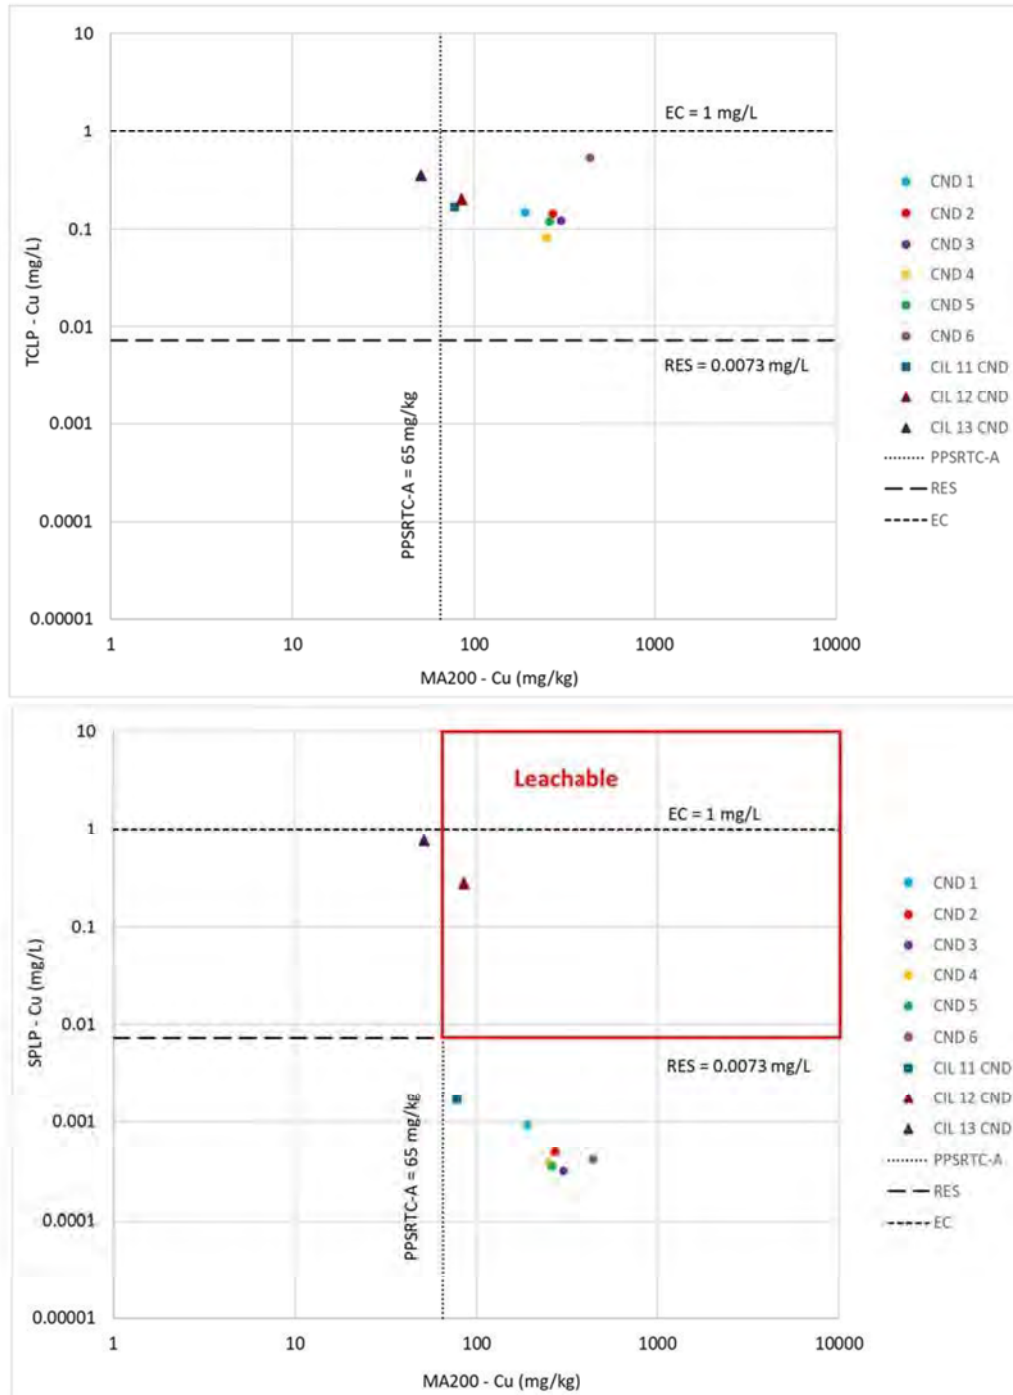 10
1
0.1
0.01
0.001
0.0001
0.00001
TCLP - Cu (mg/L)
EC = 1 mg/L
RES = 0.0073 mg/L
PPSRTC-A = 65 mg/kg
1 10 100 1000 10000
MA200 - Cu (mg/kg)
CND 1
CND 2
CND 3
CND 4
CND 5
CND 6
CIL 11 CND
CIL 12 CND
CIL 13 CND
PPSRTC-A
RES
EC
10
1
0.1
0.01
0.001
0.0001
0.00001
SPLP - Cu (mg/L)
Leachable
EC = 1 mg/L
RES = 0.0073 mg/L
PPSRTC-A = 65 mg/kg
1 10 100 1000 10000
MA200 - Cu (mg/kg)
CND 1
CND 2
CND 3
CND 4
CND 5
CND 6
CIL 11 CND
CIL 12 CND
CIL 13 CND
PPSRTC-A
RES
EC